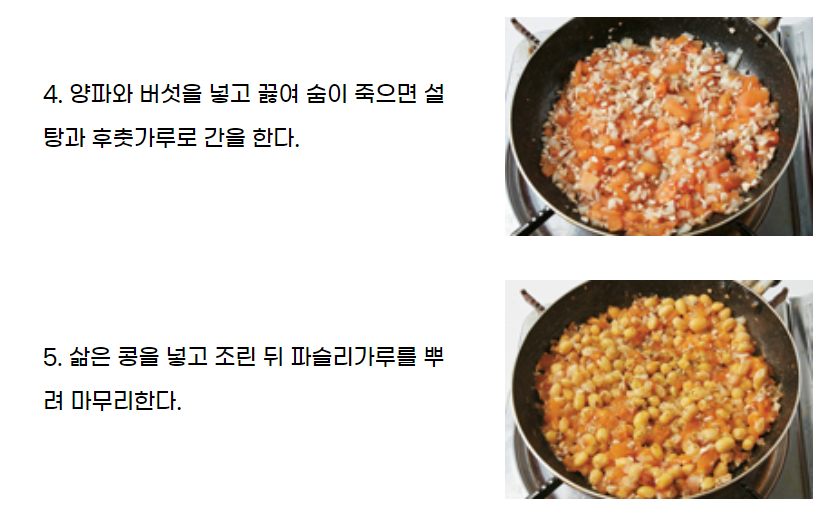 4. 양파와 버섯을 넣고 끓여 숨이 죽으면 설
탕과 후춧가루로 간을 한다.
5. 삶은 콩을 넣고 조린 뒤 파슬리가루를 뿌
려 마무리한다.